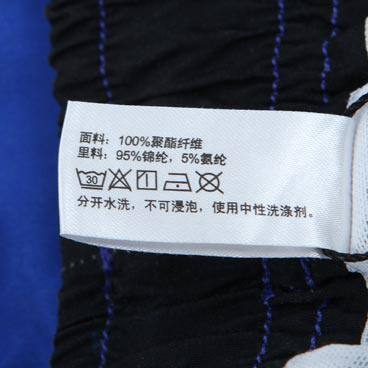 面料：100%聚酯纤维
里料：95%锦纶，5%氨纶
30
分开水洗，不可浸泡，使用中性洗涤剂。